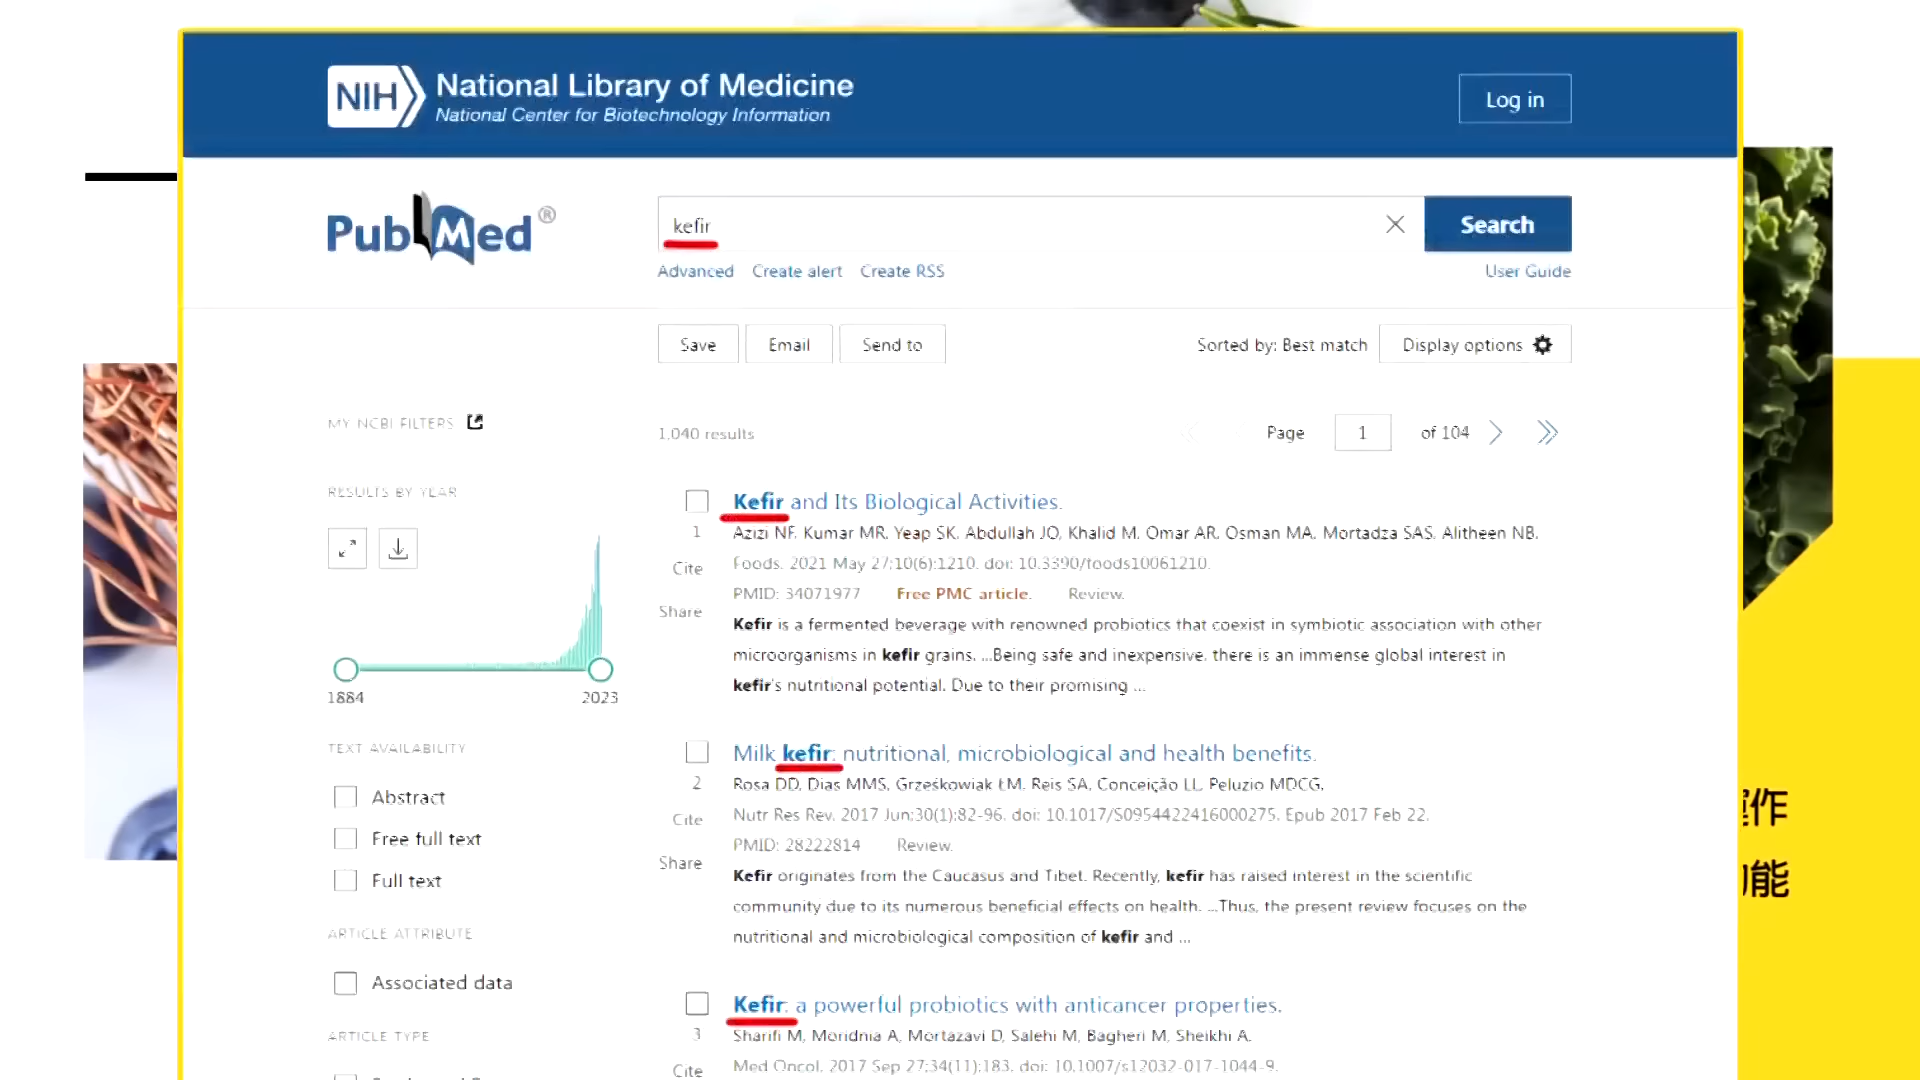 NIH National Library of Medicine
National Center for Biotechnology Information
Log in
PubMed®
kefir
Search
Advanced Create alert Create RSS
User Guide
Save Email Send to
Sorted by: Best match Display options
MY NCBI FILTERS
1,040 results
Page 1 of 104
RESULTS BY YEAR
1884 2023
TEXT AVAILABILITY
Abstract
Free full text
Full text
ARTICLE ATTRIBUTE
Associated data
ARTICLE TYPE
Kefir and Its Biological Activities.
1
Azizi NF, Kumar MR, Yeap SK, Abdullah JO, Khalid M, Omar AR, Osman MA, Mortadza SAS, Alitheen NB.
Cite
Foods. 2021 May 27;10(6):1210. doi: 10.3390/foods10061210.
PMID: 34071977 Free PMC article. Review.
Share
Kefir is a fermented beverage with renowned probiotics that coexist in symbiotic association with other
microorganisms in kefir grains. ...Being safe and inexpensive, there is an immense global interest in
kefir's nutritional potential. Due to their promising ...
Milk kefir: nutritional, microbiological and health benefits.
2
Rosa DD, Dias MMS, Grześkowiak ŁM, Reis SA, Conceição LL, Peluzio MDCG.
Cite
Nutr Res Rev. 2017 Jun;30(1):82-96. doi: 10.1017/S0954422416000275. Epub 2017 Feb 22.
PMID: 28222814 Review.
Share
Kefir originates from the Caucasus and Tibet. Recently, kefir has raised interest in the scientific
community due to its numerous beneficial effects on health. ...Thus, the present review focuses on the
nutritional and microbiological composition of kefir and ...
Kefir: a powerful probiotics with anticancer properties.
3
Sharifi M, Moridnia A, Mortazavi D, Salehi M, Bagheri M, Sheikhi A.
Cite
Med Oncol. 2017 Sep 27;34(11):183. doi: 10.1007/s12032-017-1044-9.
作
能